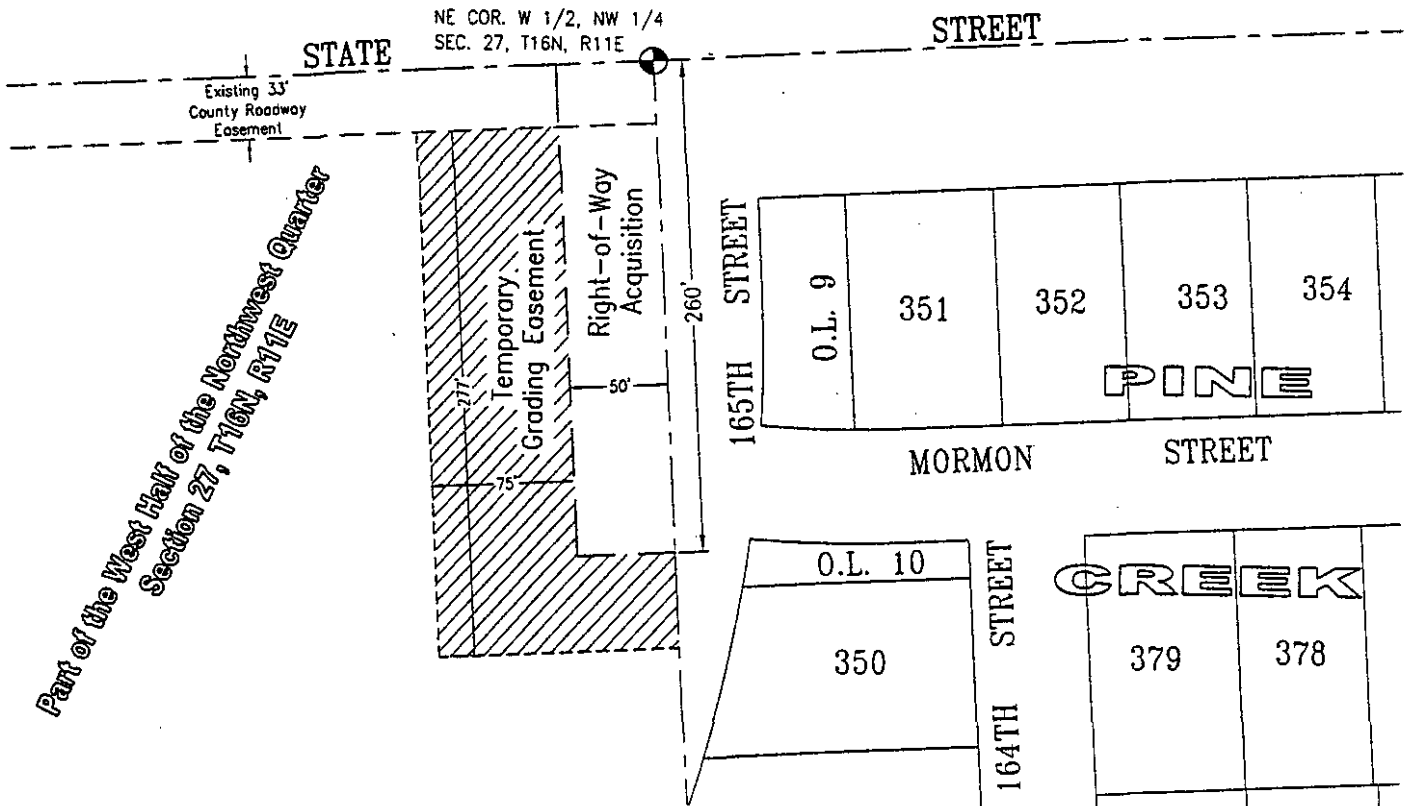 NE COR. W 1/2, NW 1/4
SEC. 27, T16N, R11E
STATE
STREET
Existing 33'
County Roadway
Easement
Part of the West Half of the Northwest Quarter
Section 27, T16N, R11E
277'
Temporary
Grading Easement
75'
Right-of-Way
Acquisition
50'
260'
165TH STREET
O.L. 9
351
352
353
354
PINE
MORMON STREET
O.L. 10
350
164TH STREET
CREEK
379
378